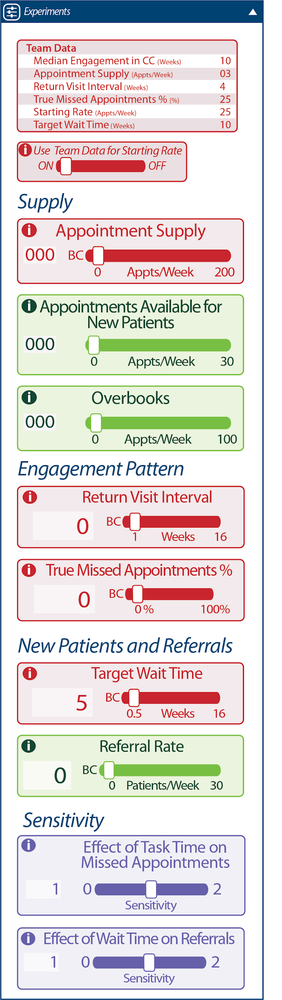 Experiments
Team Data
Median Engagement in CC (Weeks) 10
Appointment Supply (Appts/Week) 03
Return Visit Interval (Weeks) 4
True Missed Appointments % (%) 25
Starting Rate (Appts/Week) 25
Target Wait Time (Weeks) 10
i Use Team Data for Starting Rate
ON OFF
Supply
i Appointment Supply
000 BC
0 Appts/Week 200
i Appointments Available for
New Patients
000
0 Appts/Week 30
i Overbooks
000
0 Appts/Week 100
Engagement Pattern
i Return Visit Interval
0 BC
1 Weeks 16
i True Missed Appointments %
0 BC
0 % 100%
New Patients and Referrals
i Target Wait Time
5 BC
0.5 Weeks 16
i Referral Rate
0 BC
0 Patients/Week 30
Sensitivity
i Effect of Task Time on
Missed Appointments
1 0 2
Sensitivity
i Effect of Wait Time on Referrals
1 0 2
Sensitivity